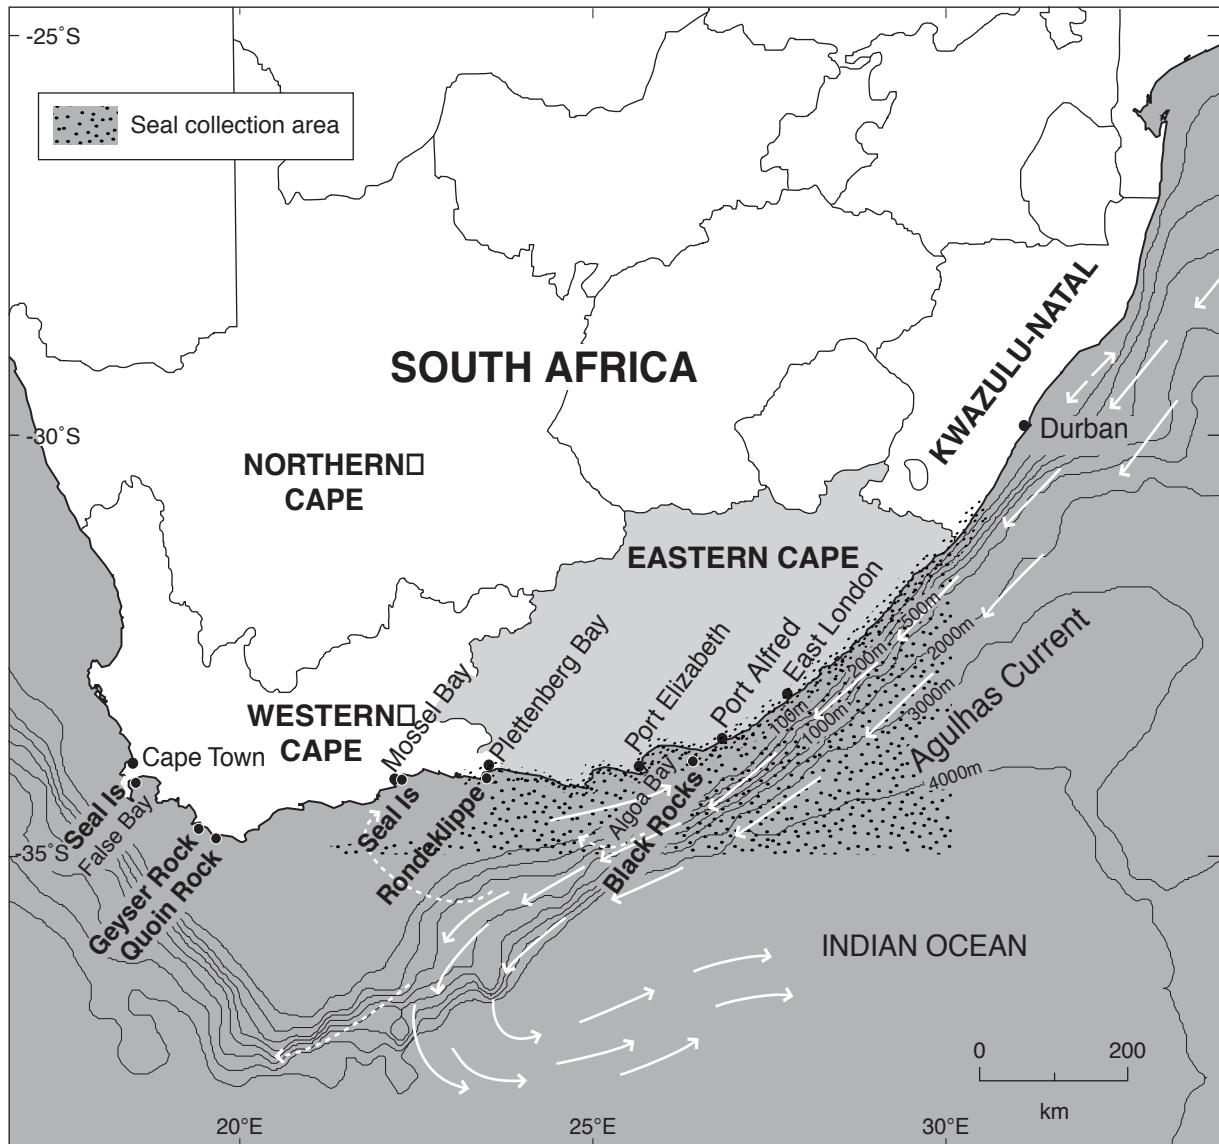 -25°S
Seal collection area
SOUTH AFRICA
KWAZULU-NATAL
Durban
-30°S
NORTHERN□
CAPE
EASTERN CAPE
WESTERN□
CAPE
Mossel Bay
Plettenberg Bay
Port Elizabeth
Port Alfred
East London
100m
200m
500m
1000m
2000m
3000m
4000m
Agulhas Current
Cape Town
Seal Is
False Bay
-35°S
Geyser Rock
Quoin Rock
Seal Is
Rondeklippe
Algoa Bay
Black Rocks
INDIAN OCEAN
0 200
km
20°E 25°E 30°E